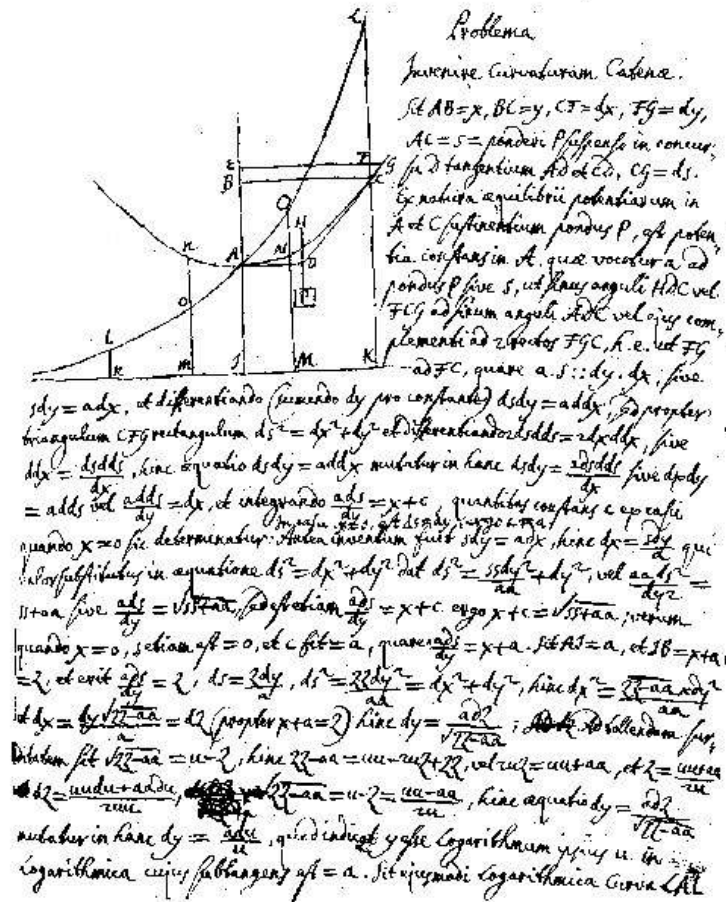 Problema
Invenire Curvaturam Catenæ.
Sit AB=x, BC=y, CF=dx, FG=dy,
AC=s= ponderi P suspenso in concur-
su D tangentium AD et CD, CG=ds.
Ex natura æquilibrii potentiarum in
A et C sustinentium pondus P, est poten-
tia constans in A quæ vocetur a ad
pondus P sive s, ut sinus anguli HDC vel
FCG ad sinum anguli ADC vel ejus com-
plementi ad 2 rectos FGC, h.e. ut FG
ad FC, quare a.s::dy.dx, sive
sdy=adx, et differentiando (sumendo dy pro constante) dsdy=addx, sed propter
triangulum CFG rectangulum ds²=dx²+dy² et differentiando 2dsdds=2dxddx, sive
ddx=dsdds/dx, hinc æquatio dsdy=addx mutatur in hanc dsdy=adsdds/dx sive dxdy
=adds vel adds/dy=dx, et integrando ads/dy=x+c quantitas constans c ex casu
In casu x=0, est ds=dy, ergo c=a
quando x=0 sic determinatur: Antea inventum fuit sdy=adx, hinc dx=sdy/a qui
valor substitutus in æquatione ds²=dx²+dy² dat ds²=ssdy²/aa+dy², vel aads²/dy²=
ss+aa sive ads/dy=√ss+aa, sed etiam ads/dy=x+c ergo x+c=√ss+aa; verum
quando x=0, s etiam est=0, et c fit=a, quare ads/dy=x+a. Sit AJ=a, et JB=x+a
=z, et erit ads/dy=z, ds=zdy/a, ds²=zzdy²/aa=dx²+dy², hinc dx²=zz-aa×dy²/aa
et dx=dy√zz-aa/a=dz (propter x+a=z) hinc dy=adz/√zz-aa; Ad tollendam sur-
ditatem sit √zz-aa=u-z, hinc zz-aa=uu-2uz+zz, vel 2uz=uu+aa, et z=uu+aa/2u
et dz=uudu-aadu/2uu, √zz-aa=u-z=uu-aa/2u, hinc æquatio dy=adz/√zz-aa
mutatur in hanc dy=adu/u, quod indicat y esse Logarithmum ipsius u in
Logarithmica cujus subtangens est=a. Sit ejusmodi Logarithmica Curva LAL
L
E
F
B
G
C
Q
H
n
A
N
D
P
o
L
R
m
J
M
K